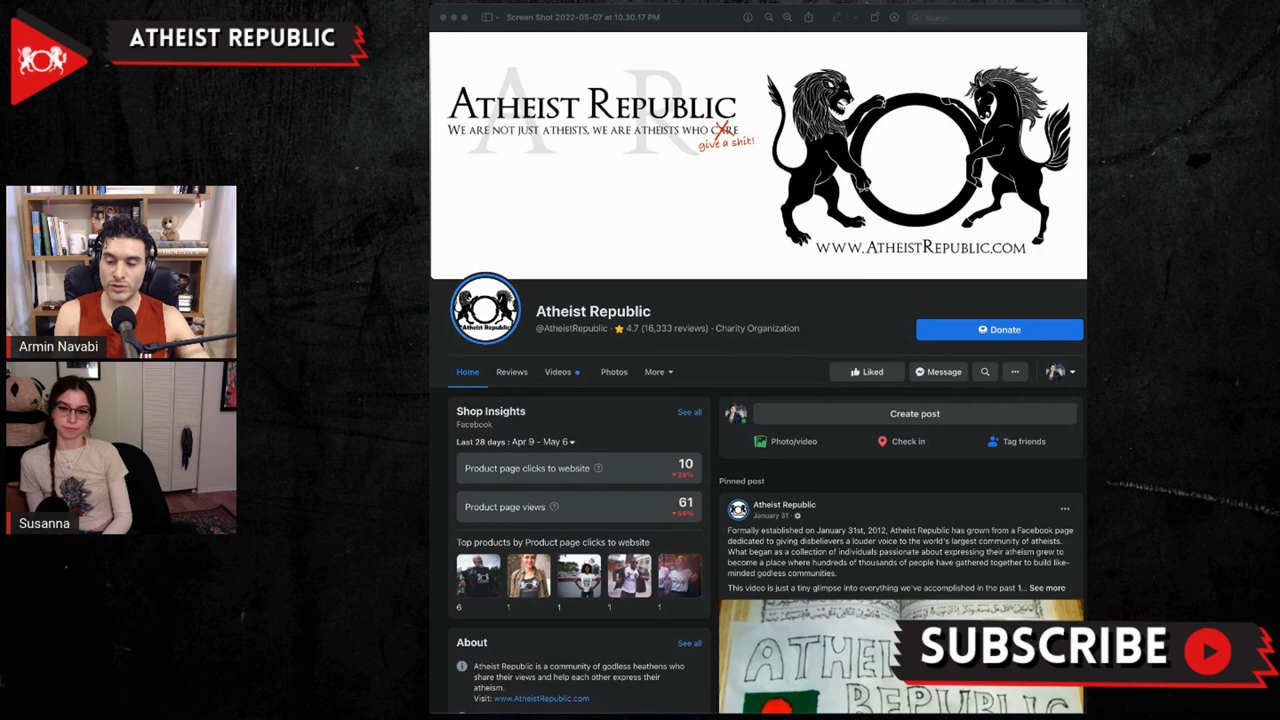 ATHEIST REPUBLIC
Screen Shot 2022-05-07 at 10.30.17 PM
Search
ATHEIST REPUBLIC
WE ARE NOT JUST ATHEISTS, WE ARE ATHEISTS WHO CARE
give a shit!
WWW.ATHEISTREPUBLIC.COM
Armin Navabi
Susanna
Atheist Republic
Atheist Republic
@AtheistRepublic · 4.7 (16,333 reviews) · Charity Organization
Donate
Home Reviews Videos Photos More
Liked Message
Shop Insights See all
Facebook
Last 28 days: Apr 9 - May 6
Product page clicks to website 10
28%
Product page views 61
54%
Top products by Product page clicks to website
6 1 1 1 1
About See all
Atheist Republic is a community of godless heathens who
share their views and help each other express their
atheism.
Visit: www.AtheistRepublic.com
Create post
Photo/video Check in Tag friends
Pinned post
Atheist Republic
January 31
Formally established on January 31st, 2012, Atheist Republic has grown from a Facebook page
dedicated to giving disbelievers a louder voice to the world's largest community of atheists.
What began as a collection of individuals passionate about expressing their atheism grew to
become a place where hundreds of thousands of people have gathered together to build like-
minded godless communities.
This video is just a tiny glimpse into everything we've accomplished in the past 1... See more
ATHEI
REPUBLIC
SUBSCRIBE